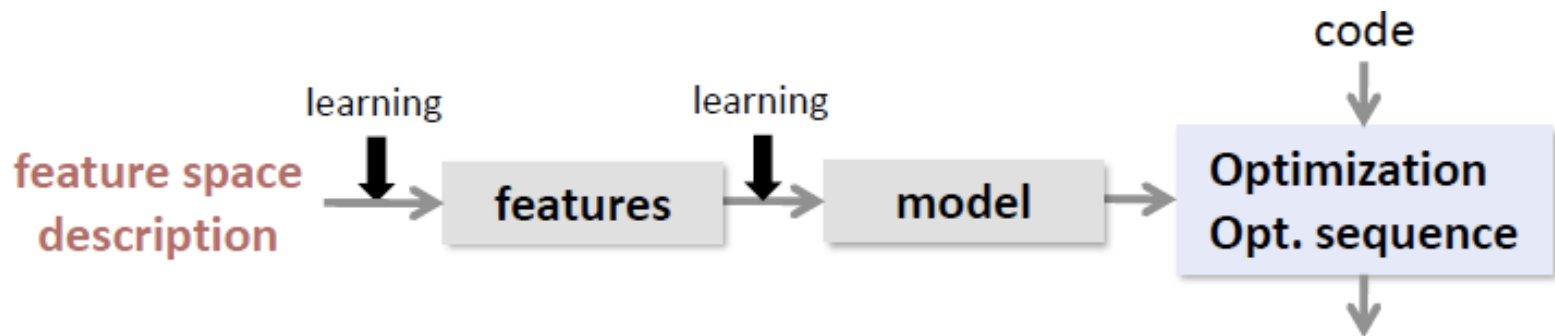 code
learning
learning
feature space
description
features
model
Optimization
Opt. sequence